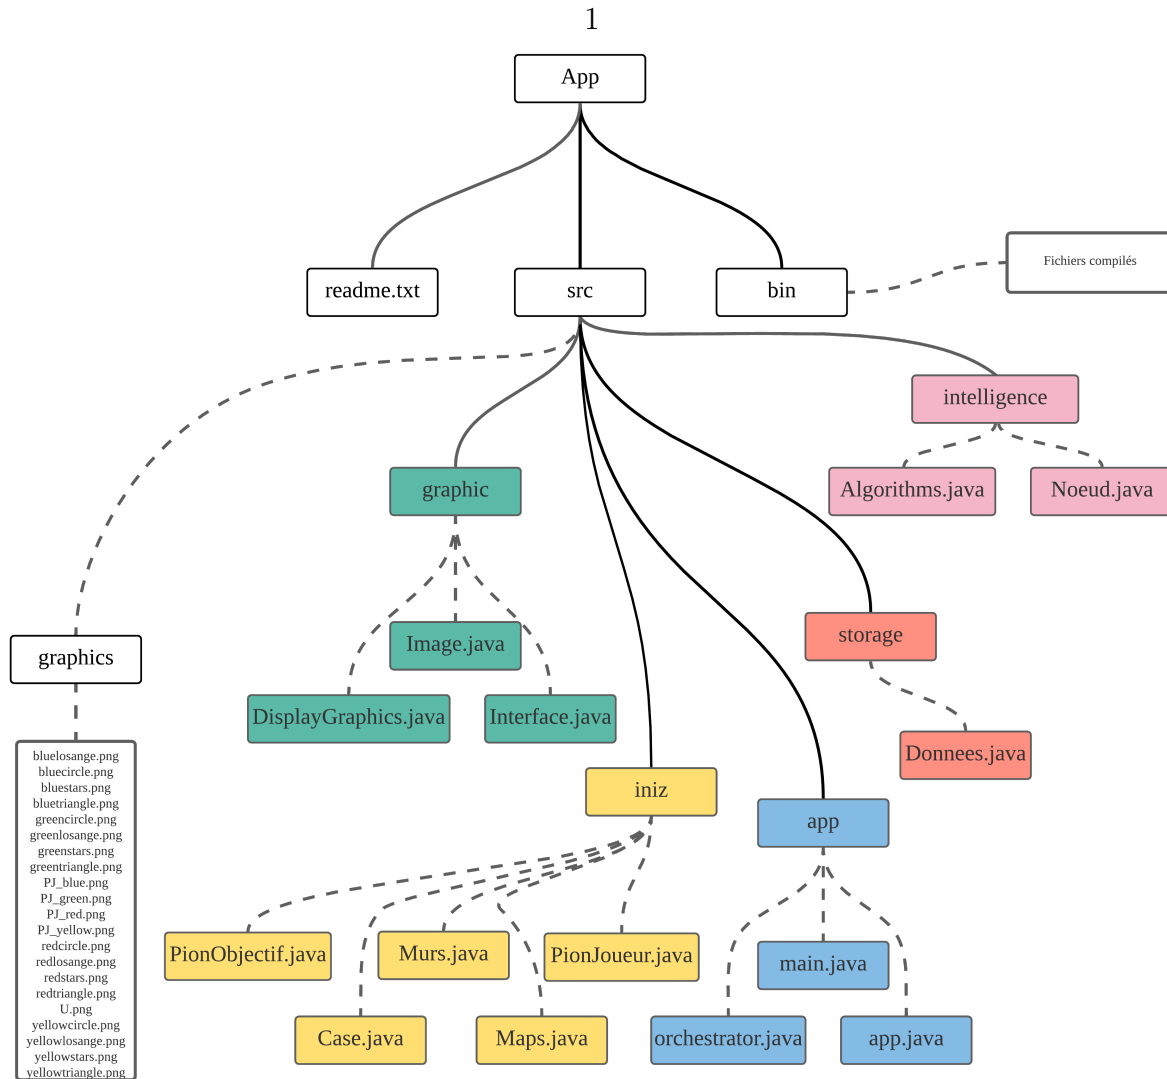 1
App
readme.txt
src
bin
Fichiers compilés
intelligence
Algorithms.java
Noeud.java
graphic
Image.java
DisplayGraphics.java
Interface.java
storage
Donnees.java
graphics
bluelosange.png
bluecircle.png
bluestars.png
bluetriangle.png
greencircle.png
greenlosange.png
greenstars.png
greentriangle.png
PJ_blue.png
PJ_green.png
PJ_red.png
PJ_yellow.png
redcircle.png
redlosange.png
redstars.png
redtriangle.png
U.png
yellowcircle.png
yellowlosange.png
yellowstars.png
yellowtriangle.png
iniz
PionObjectif.java
Murs.java
PionJoueur.java
Case.java
Maps.java
app
main.java
orchestrator.java
app.java